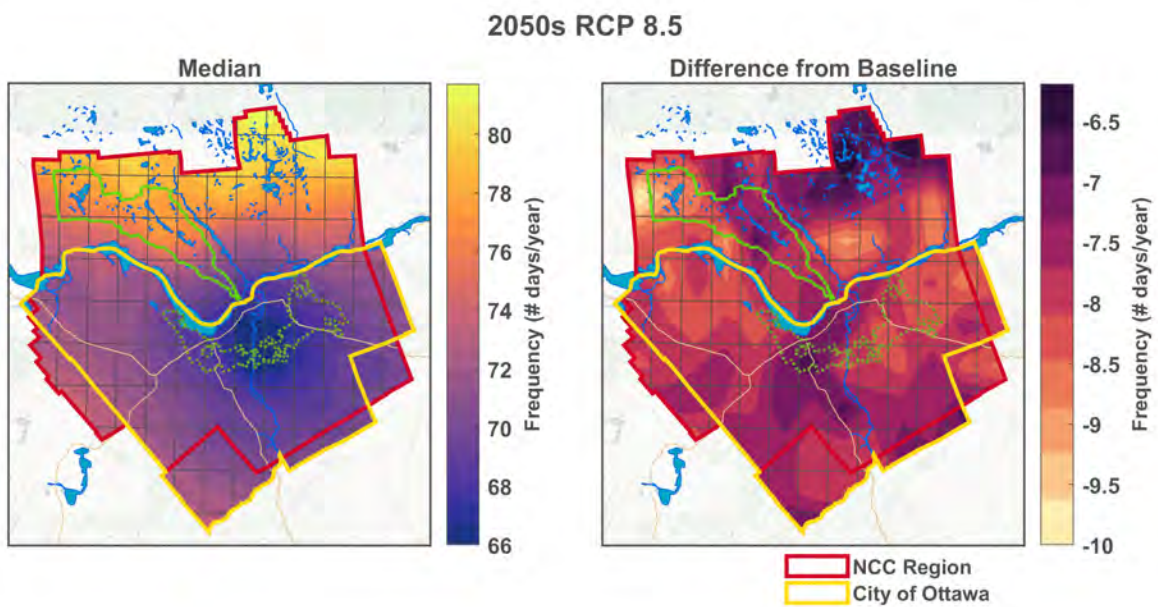 2050s RCP 8.5
Median
Difference from Baseline
80
78
76
74
72
70
68
66
Frequency (# days/year)
-6.5
-7
-7.5
-8
-8.5
-9
-9.5
-10
Frequency (# days/year)
NCC Region
City of Ottawa